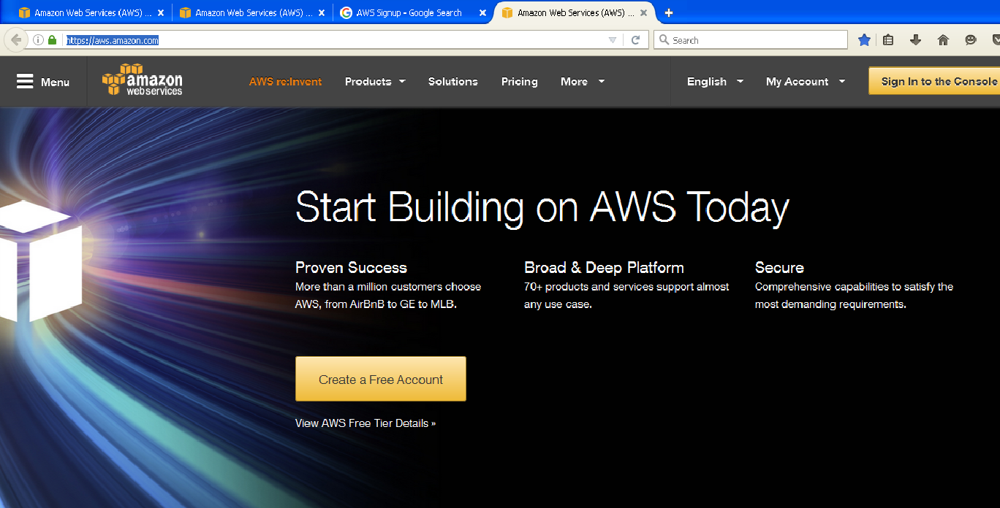 Amazon Web Services (AWS) ...
Amazon Web Services (AWS) ...
AWS Signup - Google Search
Amazon Web Services (AWS) ...
https://aws.amazon.com
Search
Menu
amazon
web services
AWS re:Invent
Products
Solutions
Pricing
More
English
My Account
Sign In to the Console
Start Building on AWS Today
Proven Success
More than a million customers choose
AWS, from AirBnB to GE to MLB.
Broad & Deep Platform
70+ products and services support almost
any use case.
Secure
Comprehensive capabilities to satisfy the
most demanding requirements.
Create a Free Account
View AWS Free Tier Details »